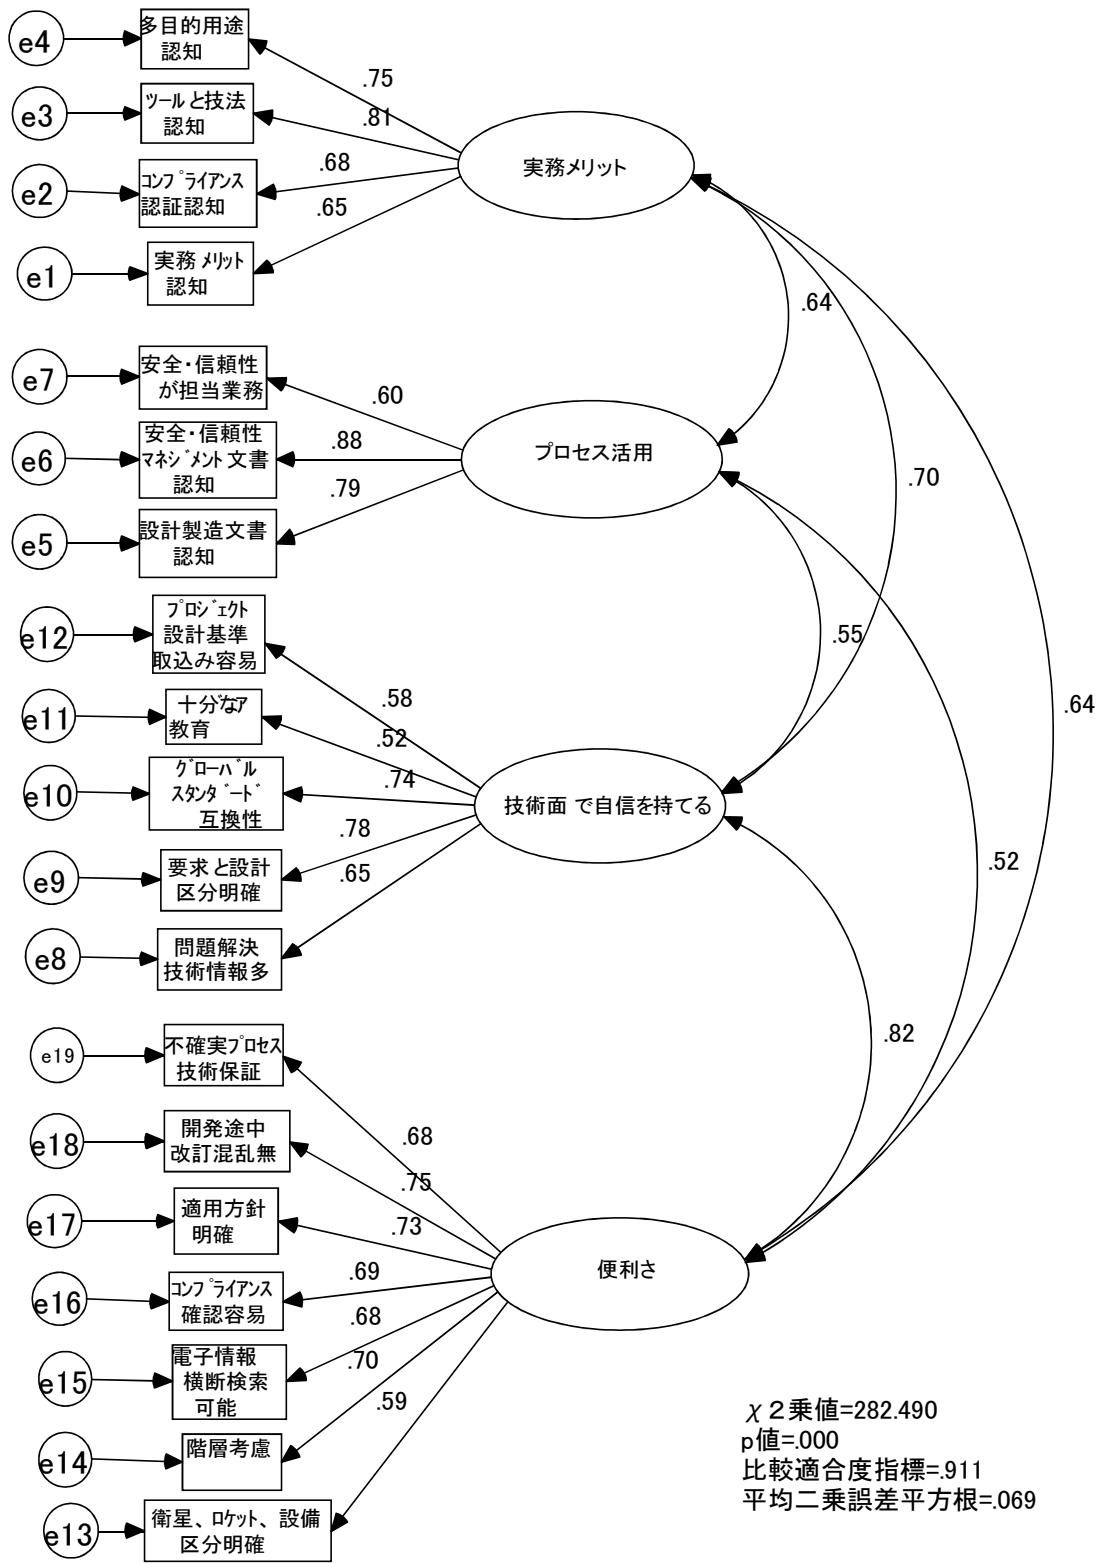 e4
多目的用途
認知
.75
e3
ツールと技法
認知
.81
実務メリット
e2
コンプライアンス
認証認知
.68
e1
実務メリット
認知
.65
.64
e7
安全・信頼性
が担当業務
.60
e6
安全・信頼性
マネジメント文書
認知
.88
プロセス活用
.70
e5
設計製造文書
認知
.79
e12
プロジェクト
設計基準
取込み容易
.58
.55
e11
教育
.52
.64
e10
グローバル
スタンダード
互換性
.74
技術面で自信を持てる
e9
要求と設計
区分明確
.78
.52
e8
問題解決
技術情報多
.65
.82
e19
不確実プロセス
技術保証
.68
e18
開発途中
改訂混乱無
.75
e17
適用方針
明確
.73
便利さ
e16
コンプライアンス
確認容易
.69
e15
電子情報
横断検索
可能
.68
e14
階層考慮
.70
e13
衛星、ロケット、設備
区分明確
.59
χ2乗値=282.490
p値=.000
比較適合度指標=.911
平均二乗誤差平方根=.069